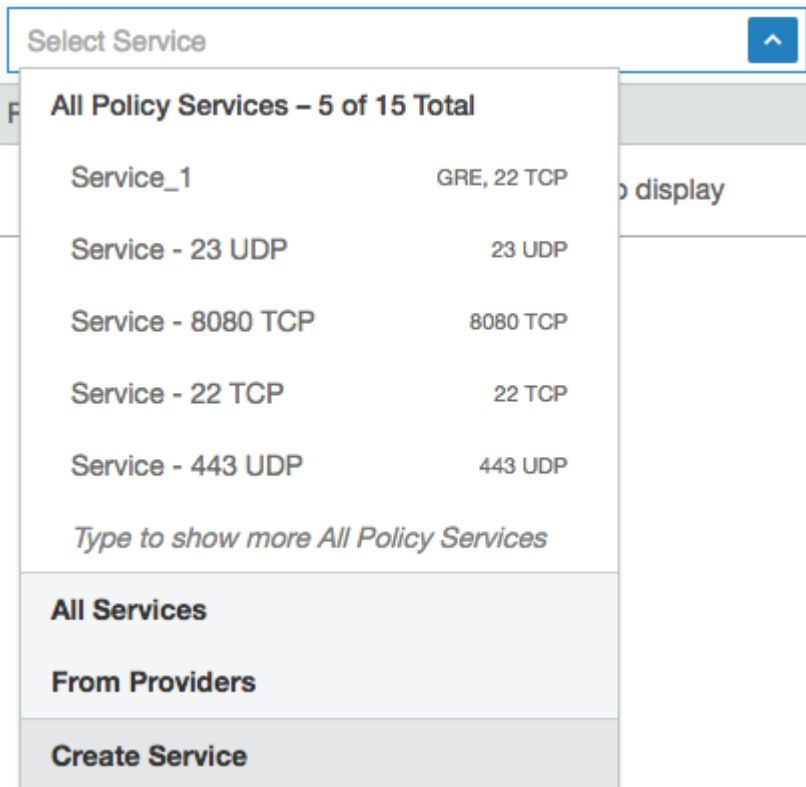 Select Service
All Policy Services – 5 of 15 Total
Service_1 GRE, 22 TCP
display
Service - 23 UDP 23 UDP
Service - 8080 TCP 8080 TCP
Service - 22 TCP 22 TCP
Service - 443 UDP 443 UDP
Type to show more All Policy Services
All Services
From Providers
Create Service